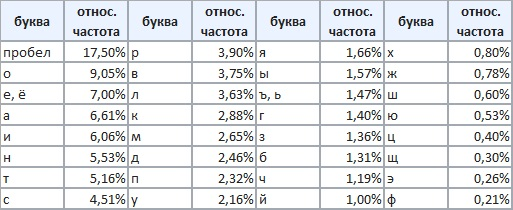 буква относ. частота буква относ. частота буква относ. частота буква относ. частота
пробел 17,50% р 3,90% я 1,66% х 0,80%
о 9,05% в 3,75% ы 1,57% ж 0,78%
е, ё 7,00% л 3,63% ъ, ь 1,47% ш 0,60%
а 6,61% к 2,88% г 1,40% ю 0,53%
и 6,06% м 2,65% з 1,36% ц 0,40%
н 5,53% д 2,46% б 1,31% щ 0,30%
т 5,16% п 2,32% ч 1,19% э 0,26%
с 4,51% у 2,16% й 1,00% ф 0,21%